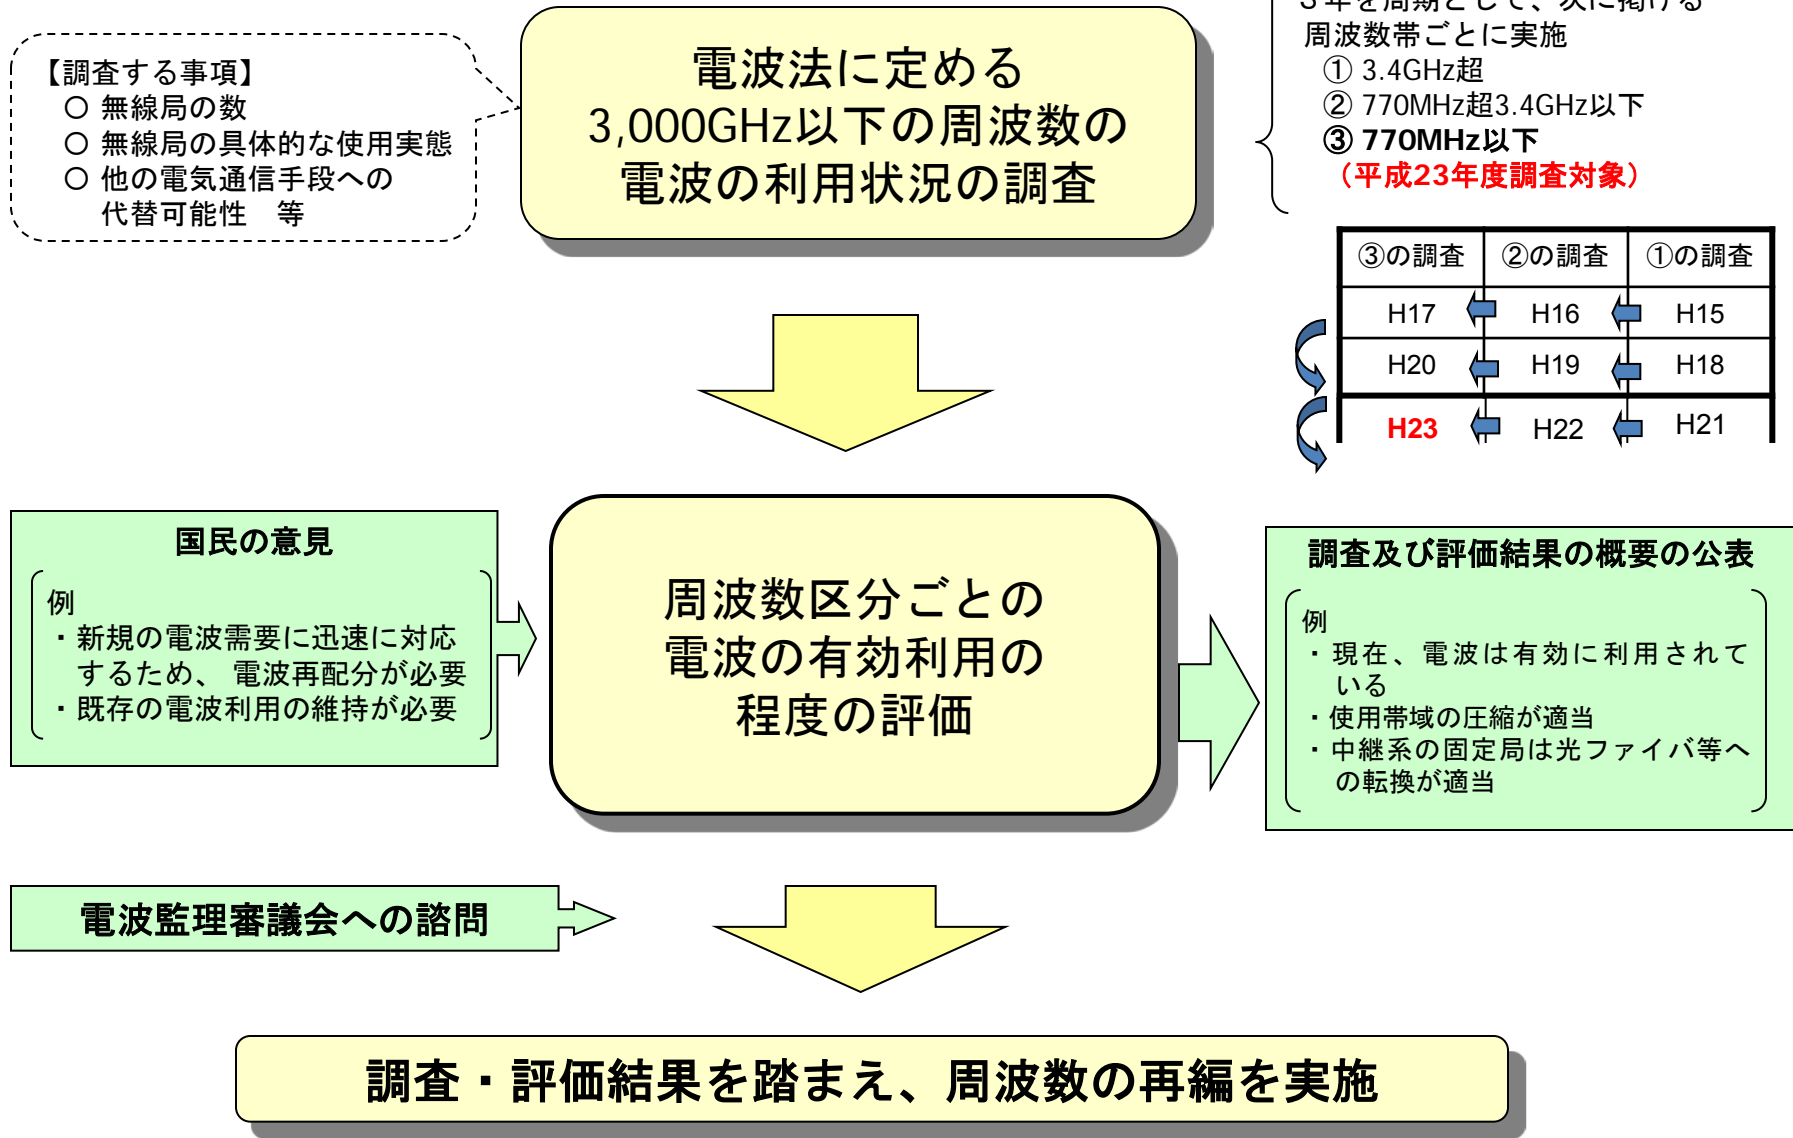 【調査する事項】
○ 無線局の数
○ 無線局の具体的な使用実態
○ 他の電気通信手段への
代替可能性　等
電波法に定める
3,000GHz以下の周波数の
電波の利用状況の調査
３年を周期として、次に掲げる
周波数帯ごとに実施
① 3.4GHz超
② 770MHz超3.4GHz以下
③ 770MHz以下
（平成23年度調査対象）
③の調査 ②の調査 ①の調査
H17 H16 H15
H20 H19 H18
H23 H22 H21
国民の意見
例
・新規の電波需要に迅速に対応
するため、 電波再配分が必要
・既存の電波利用の維持が必要
周波数区分ごとの
電波の有効利用の
程度の評価
調査及び評価結果の概要の公表
例
・現在、電波は有効に利用されて
いる
・使用帯域の圧縮が適当
・中継系の固定局は光ファイバ等へ
の転換が適当
電波監理審議会への諮問
調査・評価結果を踏まえ、周波数の再編を実施